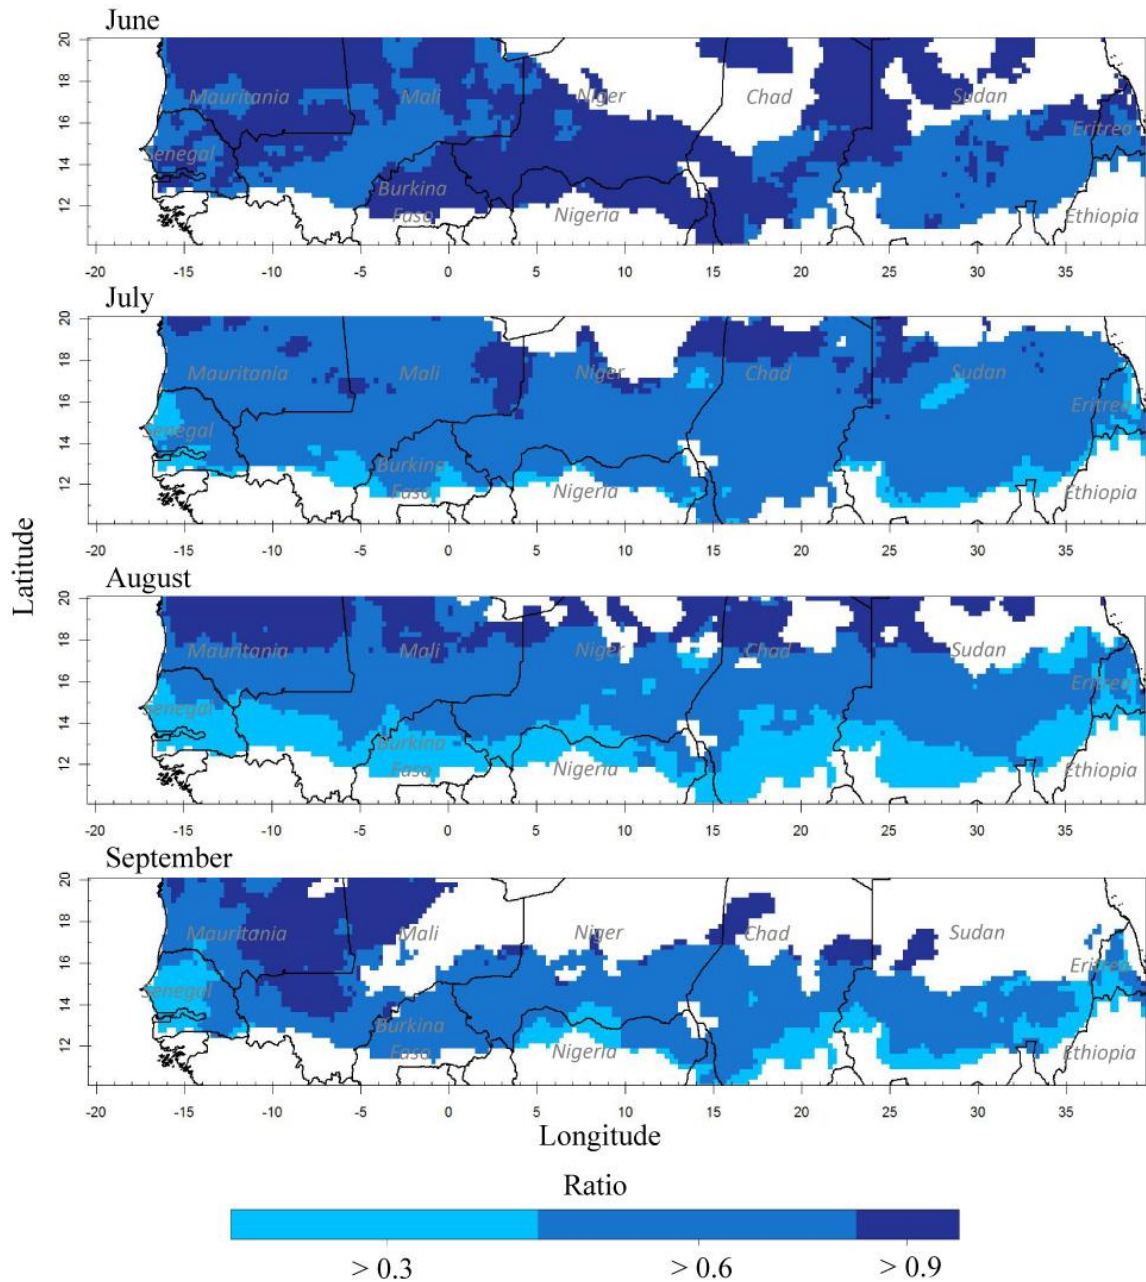 June
20
18
16
14
12
Mauritania
Mali
Niger
Chad
Sudan
Senegal
Eritrea
Burkina
Faso
Nigeria
Ethiopia
-20 -15 -10 -5 0 5 10 15 20 25 30 35
July
20
18
16
14
12
Mauritania
Mali
Niger
Chad
Sudan
Senegal
Eritrea
Burkina
Faso
Nigeria
Ethiopia
-20 -15 -10 -5 0 5 10 15 20 25 30 35
Latitude
August
20
18
16
14
12
Mauritania
Mali
Niger
Chad
Sudan
Senegal
Eritrea
Burkina
Faso
Nigeria
Ethiopia
-20 -15 -10 -5 0 5 10 15 20 25 30 35
September
20
18
16
14
12
Mauritania
Mali
Niger
Chad
Sudan
Senegal
Eritrea
Burkina
Faso
Nigeria
Ethiopia
-20 -15 -10 -5 0 5 10 15 20 25 30 35
Longitude
Ratio
> 0.3 > 0.6 > 0.9